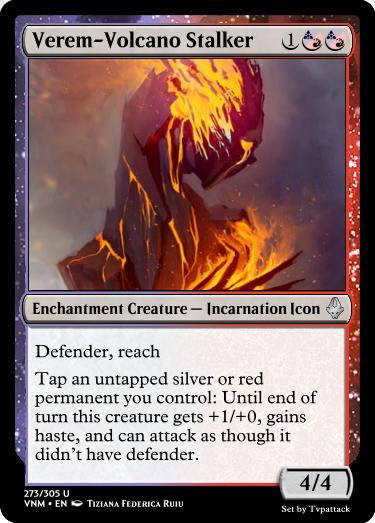 Verem-Volcano Stalker 1
Enchantment Creature — Incarnation Icon
Defender, reach
Tap an untapped silver or red
permanent you control: Until end of
turn this creature gets +1/+0, gains
haste, and can attack as though it
didn't have defender.
4/4
273/305 U
VNM • EN Tiziana Federica Ruiu
Set by Tvpattack